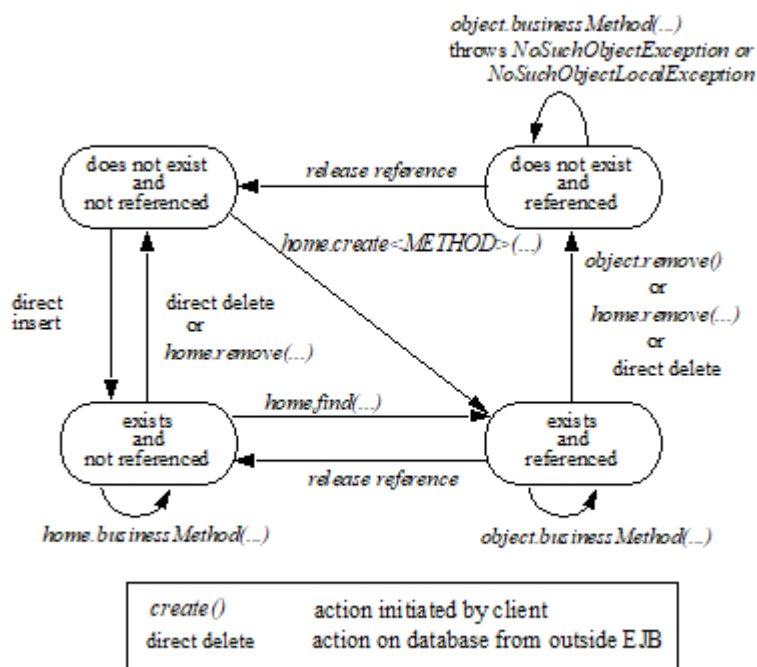 object.businessMethod(...)
throws NoSuchObjectException or
NoSuchObjectLocalException
does not exist
and
not referenced
release reference
does not exist
and
referenced
home.create<METHOD>(...)
direct
insert
direct delete
or
home.remove(...)
object.remove()
or
home.remove(...)
or
direct delete
exists
and
not referenced
home.find(...)
exists
and
referenced
release reference
home.businessMethod(...)
object.businessMethod(...)
create() action initiated by client
direct delete action on database from outside EJB